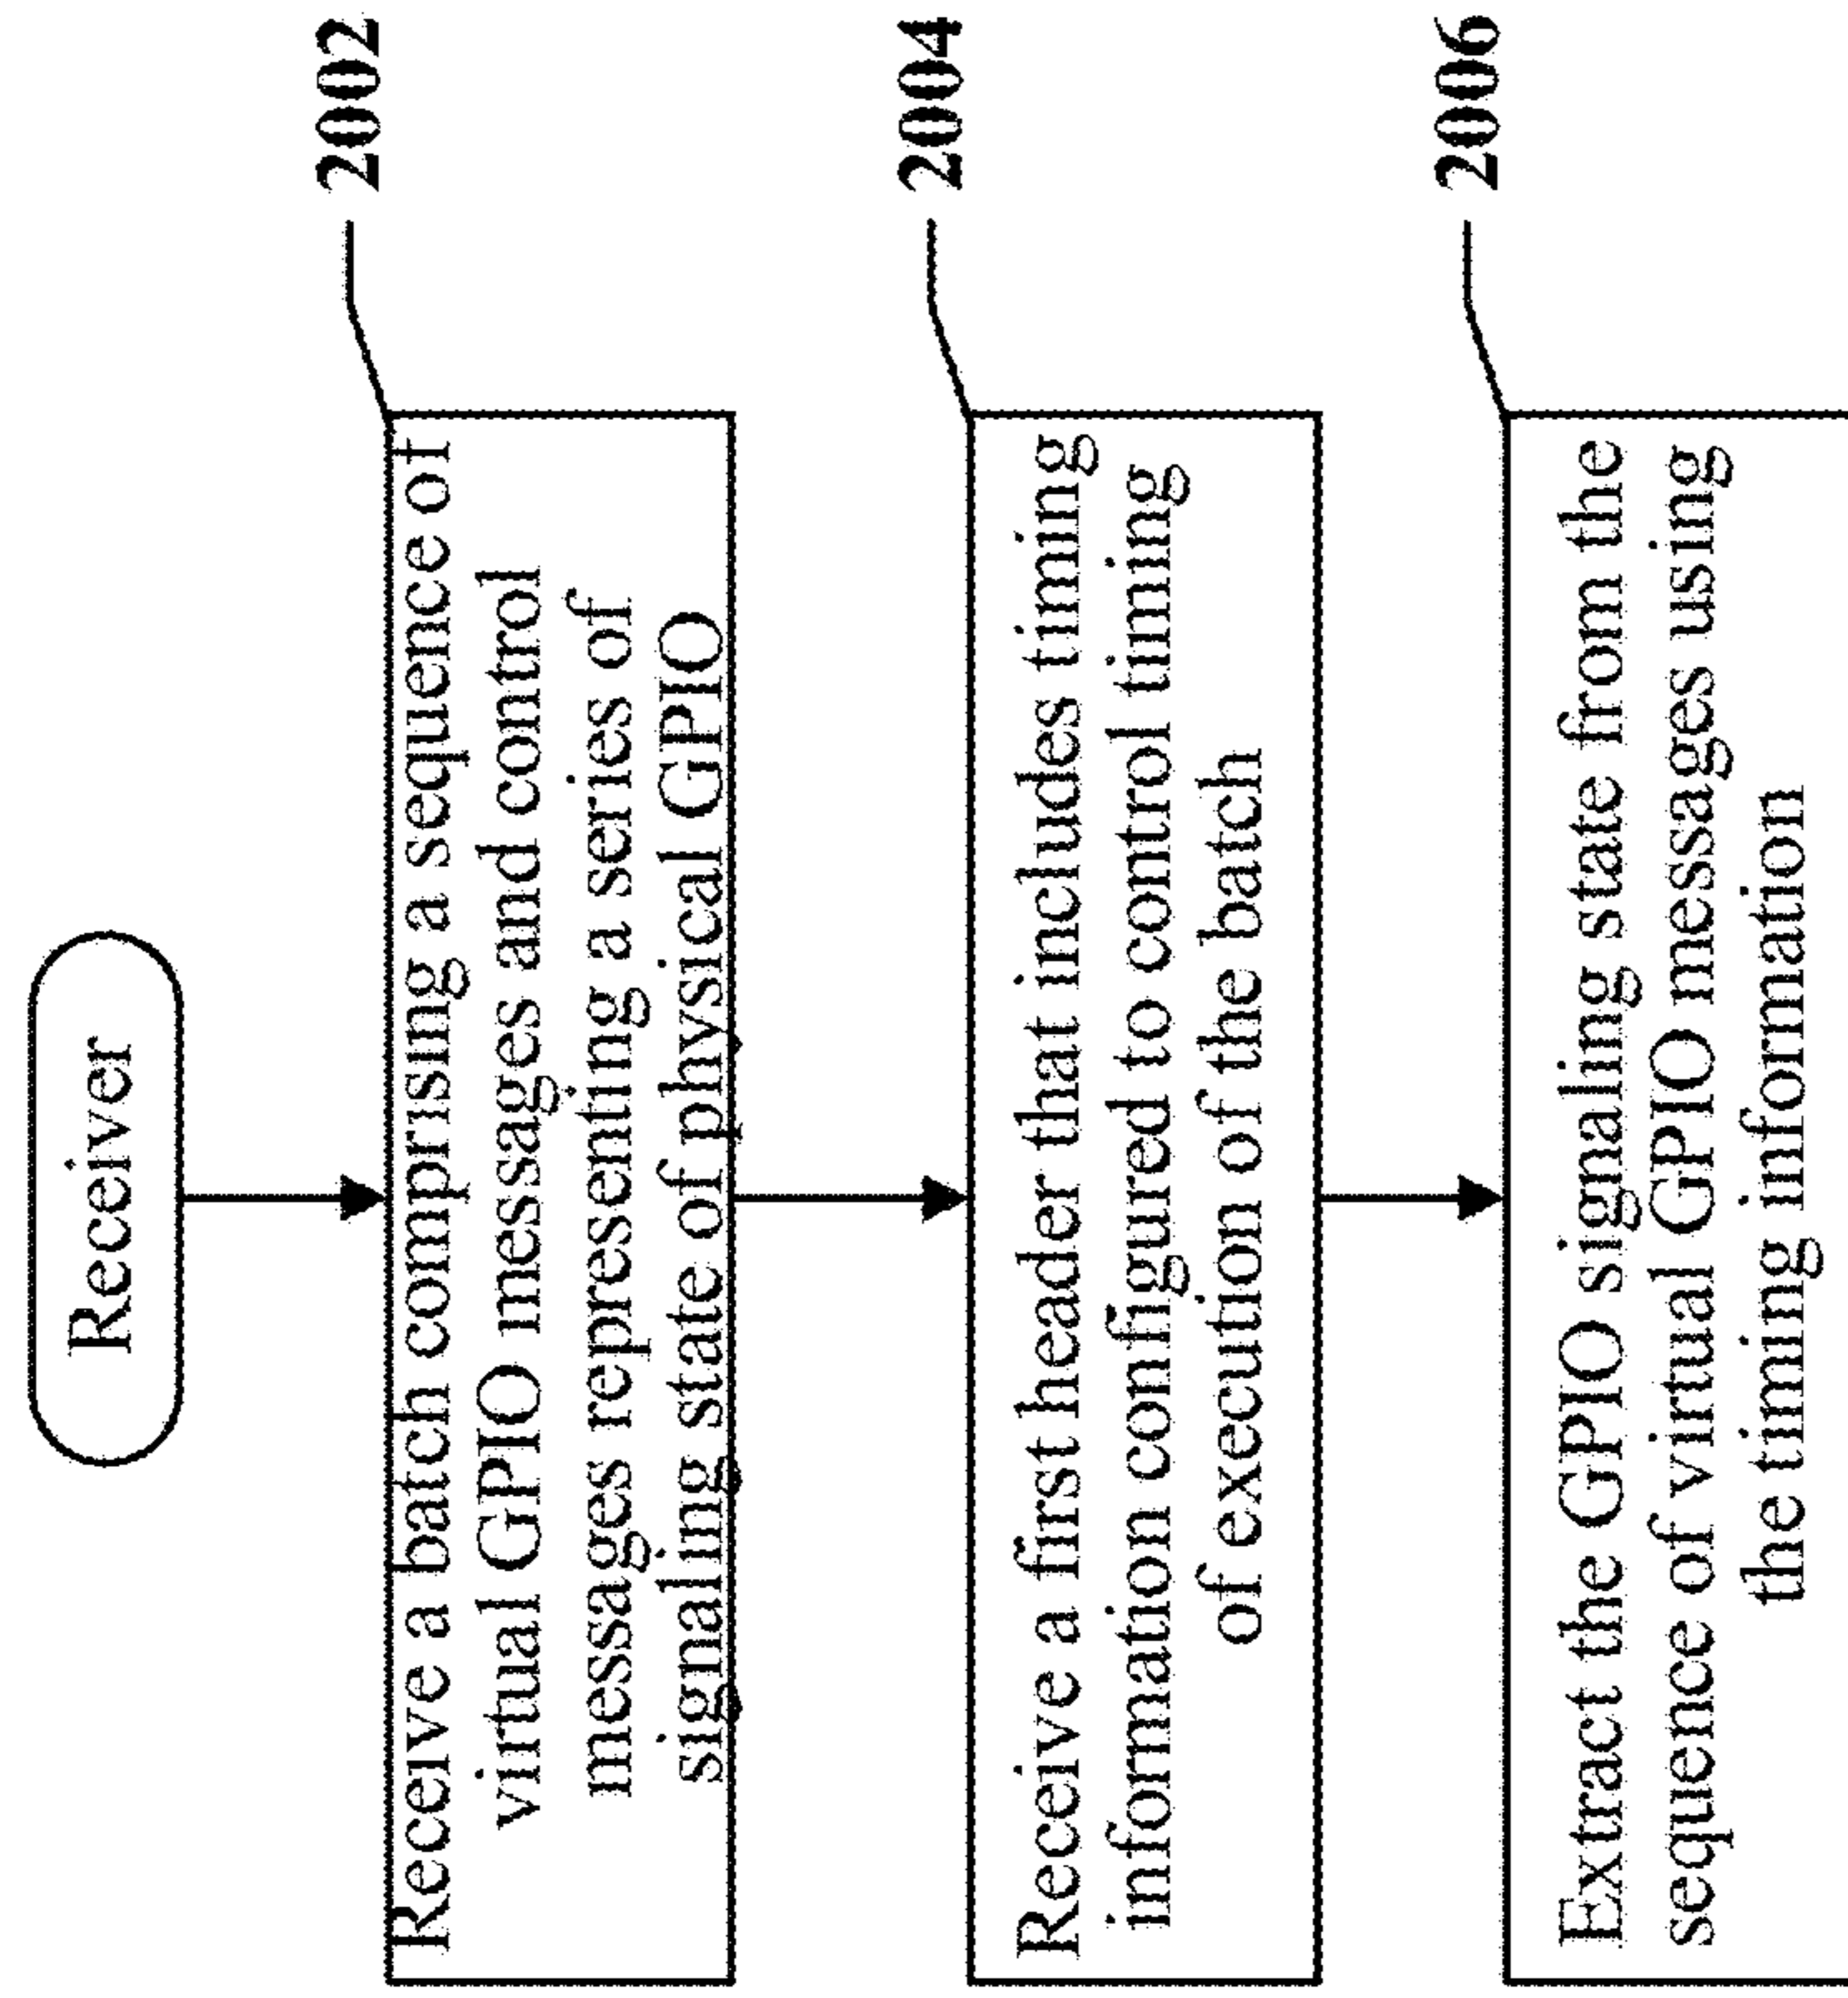 Receiver
2002
Receive a batch comprising a sequence of
virtual GPIO messages and control
messages representing a series of
signaling state of physical GPIO
2004
Receive a first header that includes timing
information configured to control timing
of execution of the batch
2006
Extract the GPIO signaling state from the
sequence of virtual GPIO messages using
the timing information